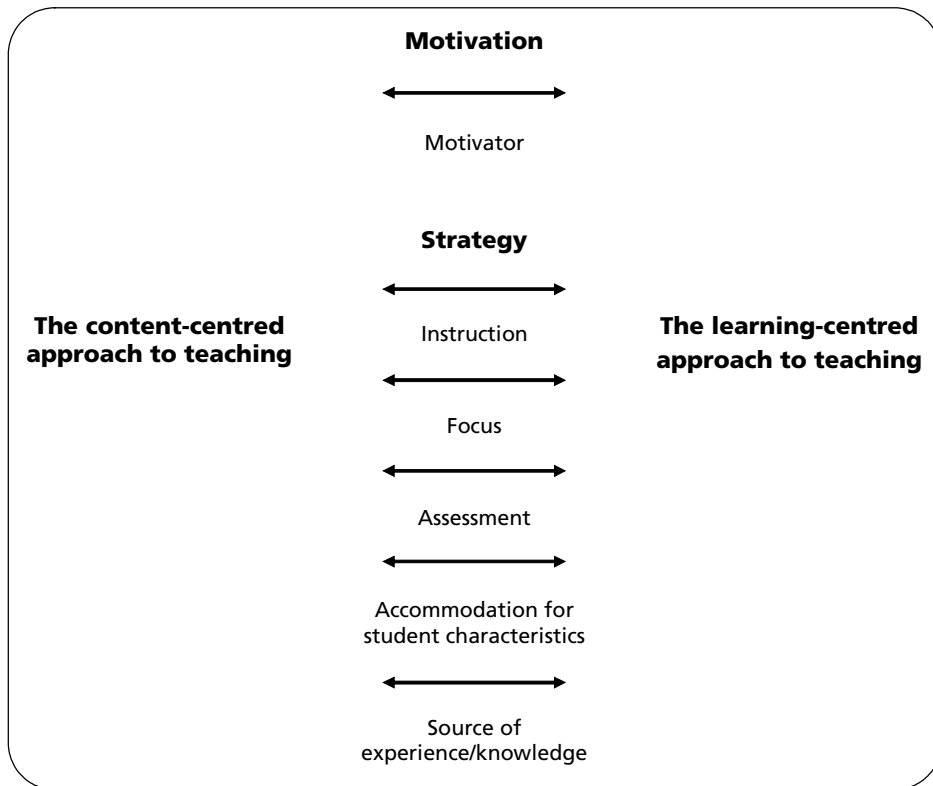 Motivation
Motivator
Strategy
The content-centred
approach to teaching
Instruction
The learning-centred
approach to teaching
Focus
Assessment
Accommodation for
student characteristics
Source of
experience/knowledge